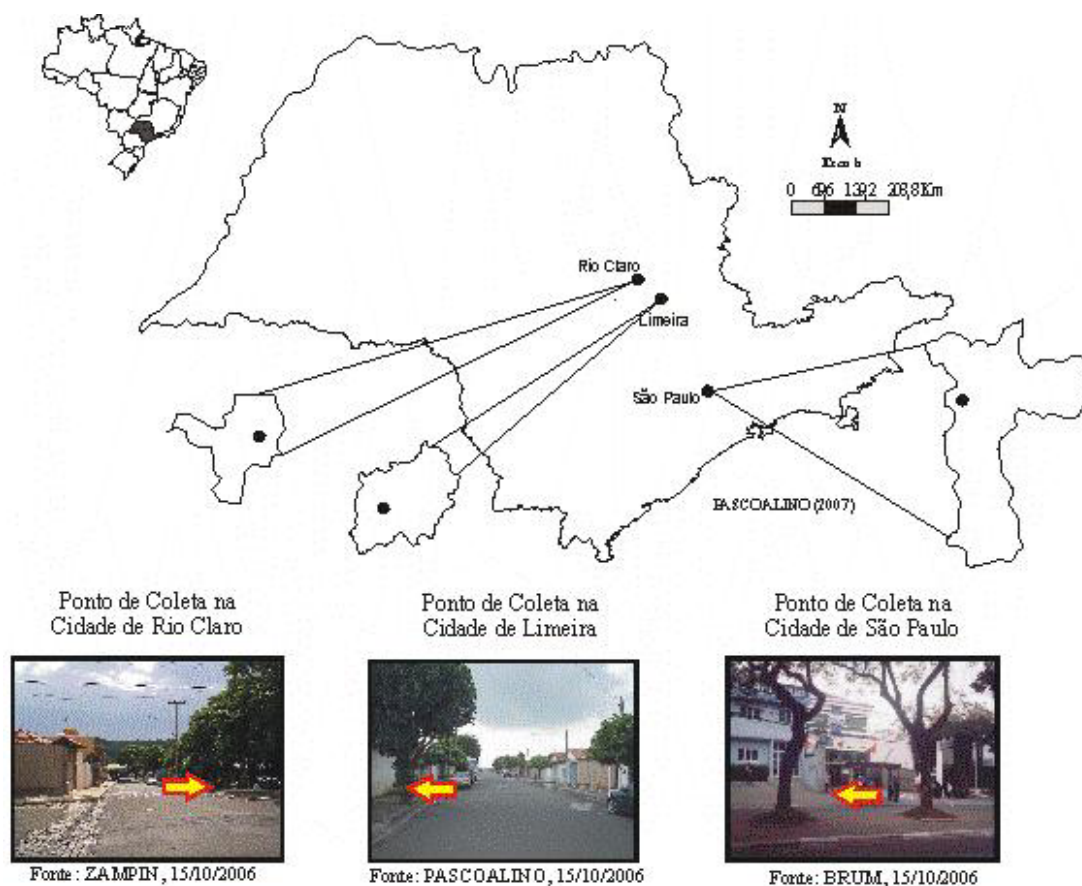 N
0 69,6 139,2 208,8 Km
Rio Claro
Limeira
São Paulo
PASCOALINO (2007)
Ponto de Coleta na
Cidade de Rio Claro
Ponto de Coleta na
Cidade de Limeira
Ponto de Coleta na
Cidade de São Paulo
Fonte: ZAMPIN, 15/10/2006
Fonte: PASCOALINO, 15/10/2006
Fonte: BRUM, 15/10/2006